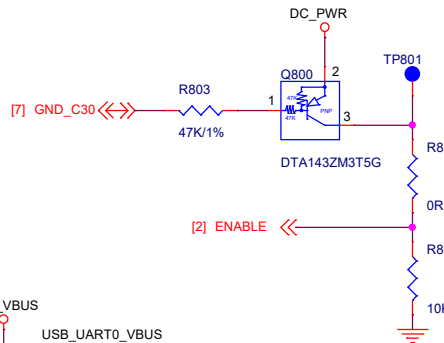 DC_PWR
TP801
Q800
2
R803
47K
1
[7] GND_C30
47K
PNP
3
47K/1%
DTA143ZM3T5G
R8
0R
[2] ENABLE
R8
VBUS
10
USB_UART0_VBUS